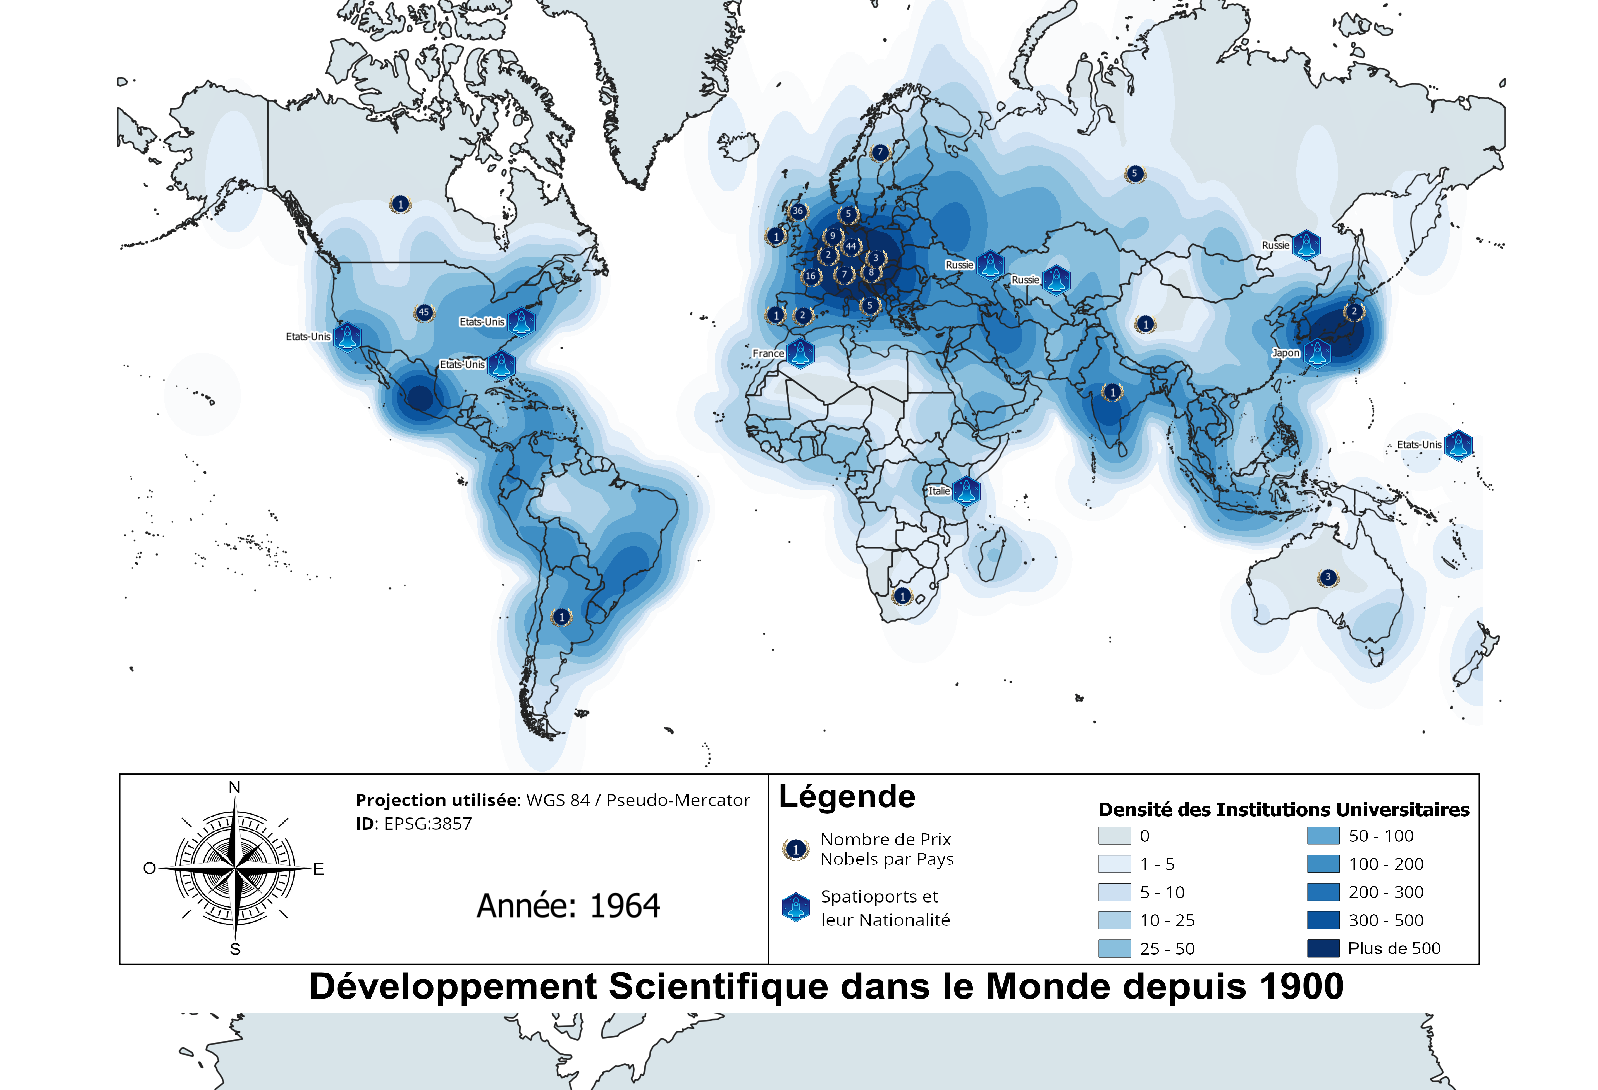 7
5
1
36
5
1
9
44
2
3
16
7
8
Russie
Russie
Russie
5
45
Etats-Unis
Etats-Unis
1
2
1
2
Etats-Unis
France
Japon
1
Etats-Unis
Italie
3
1
1
N
O
E
S
Projection utilisée: WGS 84 / Pseudo-Mercator
ID: EPSG:3857
Année: 1964
Légende
1
Nombre de Prix
Nobels par Pays
Spatioports et
leur Nationalité
Densité des Institutions Universitaires
0
1 - 5
5 - 10
10 - 25
25 - 50
50 - 100
100 - 200
200 - 300
300 - 500
Plus de 500
Développement Scientifique dans le Monde depuis 1900